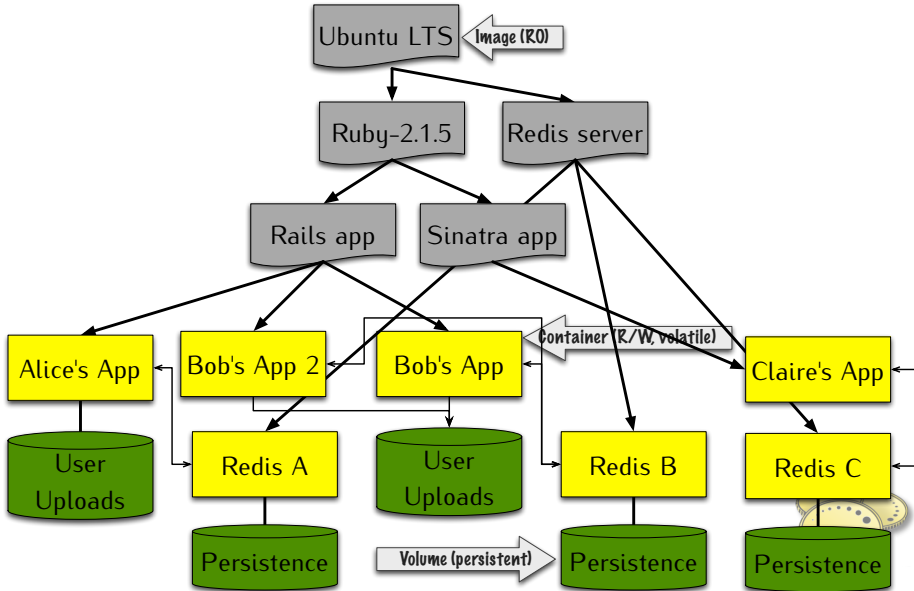 Ubuntu LTS
Image (RO)
Ruby-2.1.5
Redis server
Rails app
Sinatra app
Container (R/W, volatile)
Alice's App
Bob's App 2
Bob's App
Claire's App
User
Uploads
Redis A
User
Uploads
Redis B
Redis C
Persistence
Volume (persistent)
Persistence
Persistence